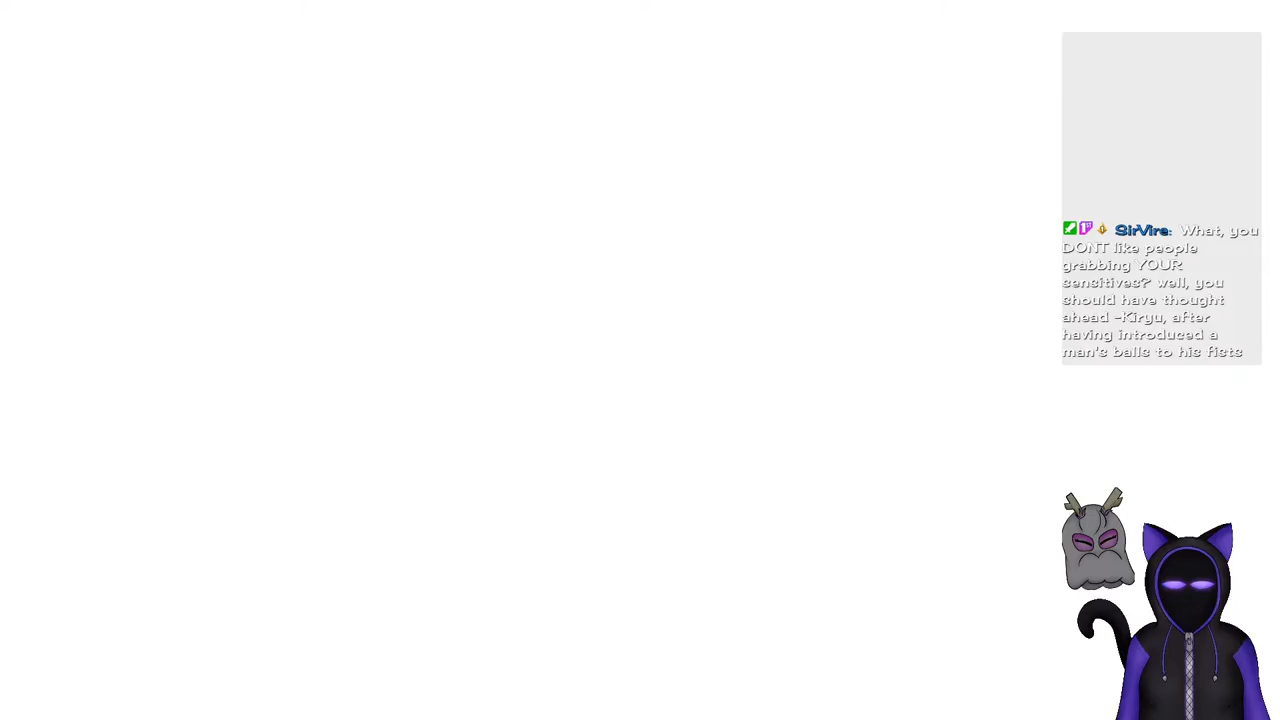 SirVire: What, you
DONT like people
grabbing YOUR
sensitives? well, you
should have thought
ahead -Kiryu, after
having introduced a
man's balls to his fists